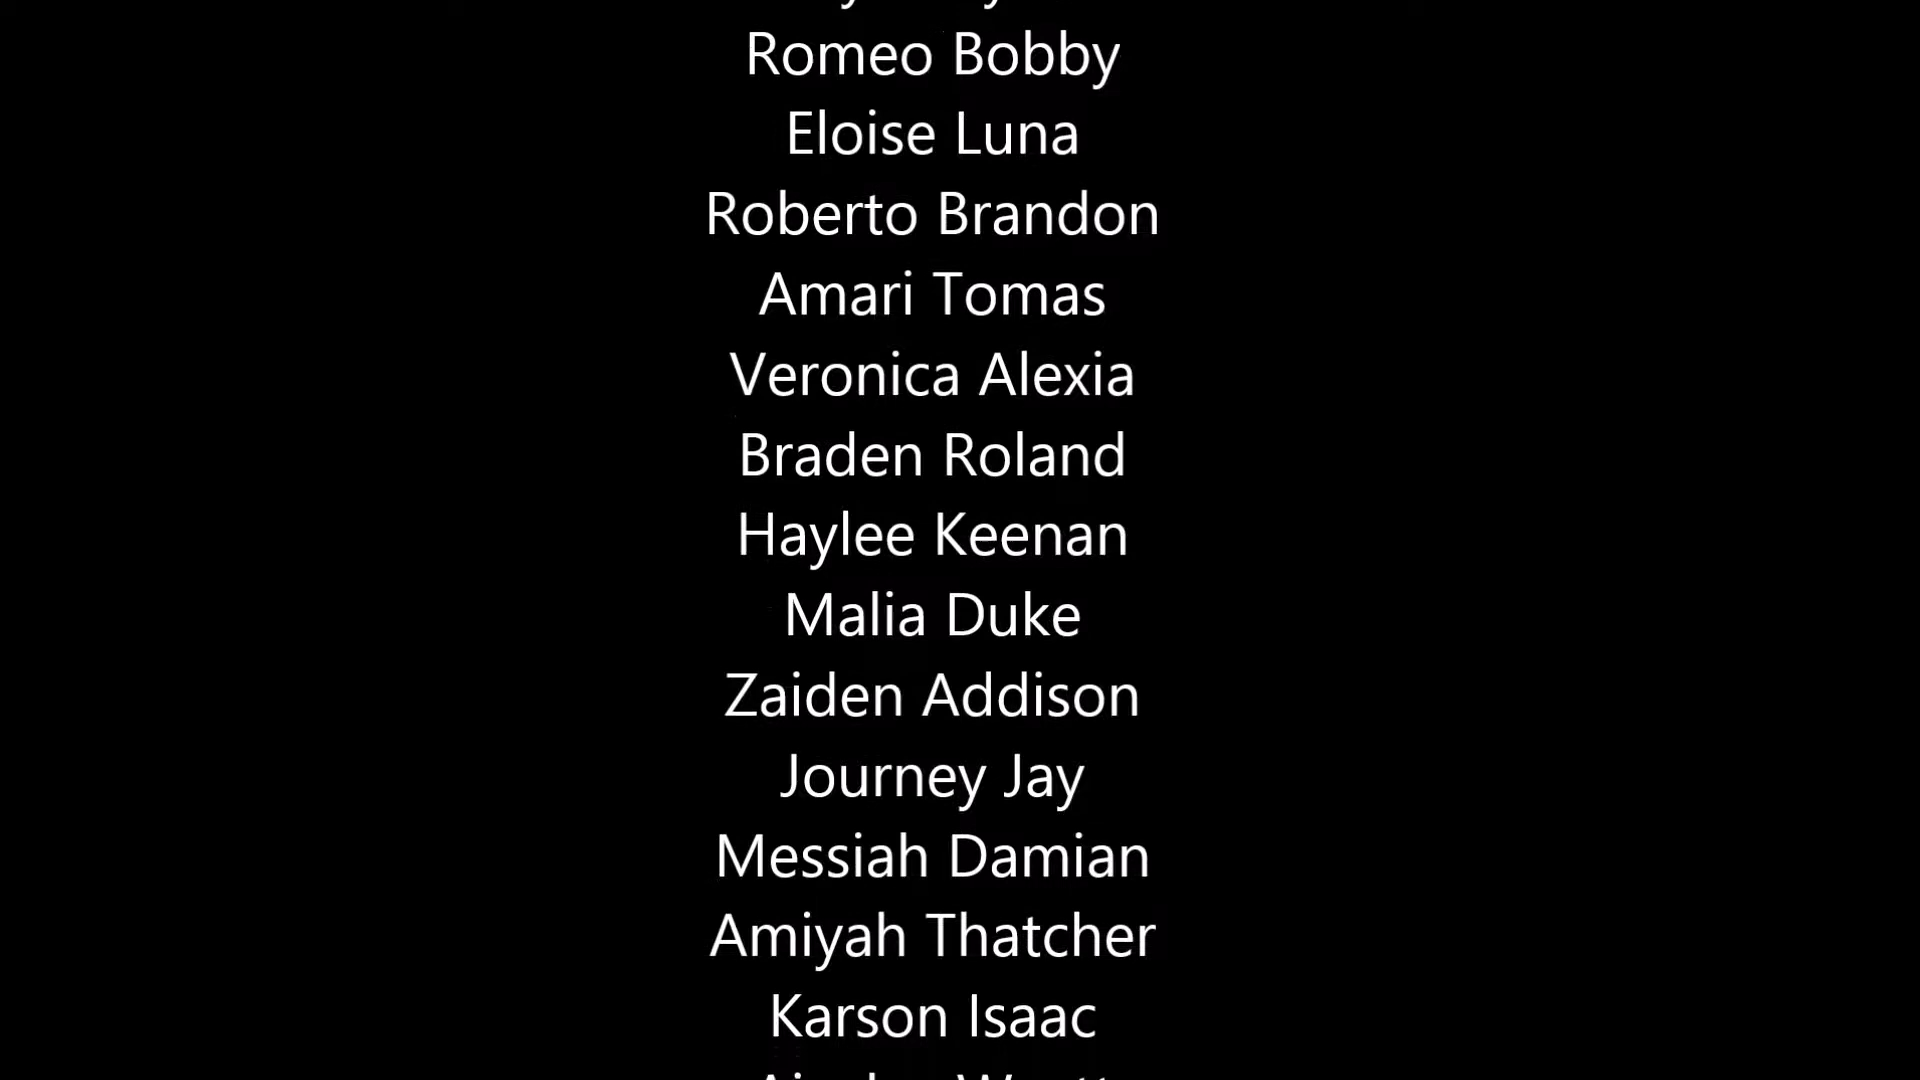 Romeo Bobby
Eloise Luna
Roberto Brandon
Amari Tomas
Veronica Alexia
Braden Roland
Haylee Keenan
Malia Duke
Zaiden Addison
Journey Jay
Messiah Damian
Amiyah Thatcher
Karson Isaac